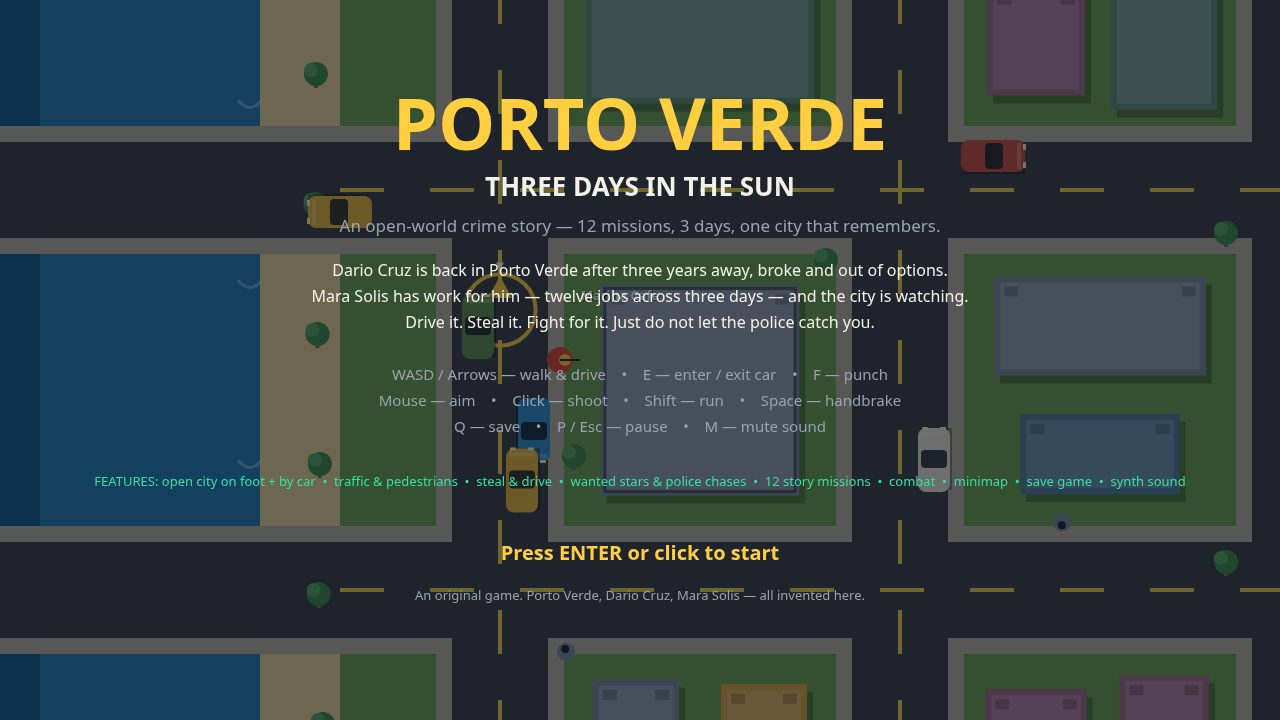 PORTO VERDE
THREE DAYS IN THE SUN
An open-world crime story — 12 missions, 3 days, one city that remembers.
Dario Cruz is back in Porto Verde after three years away, broke and out of options.
Mara Solis has work for him — twelve jobs across three days — and the city is watching.
Drive it. Steal it. Fight for it. Just do not let the police catch you.
WASD / Arrows — walk & drive • E — enter / exit car • F — punch
Mouse — aim • Click — shoot • Shift — run • Space — handbrake
Q — save • P / Esc — pause • M — mute sound
FEATURES: open city on foot + by car • traffic & pedestrians • steal & drive • wanted stars & police chases • 12 story missions • combat • minimap • save game • synth sound
Press ENTER or click to start
An original game. Porto Verde, Dario Cruz, Mara Solis — all invented here.